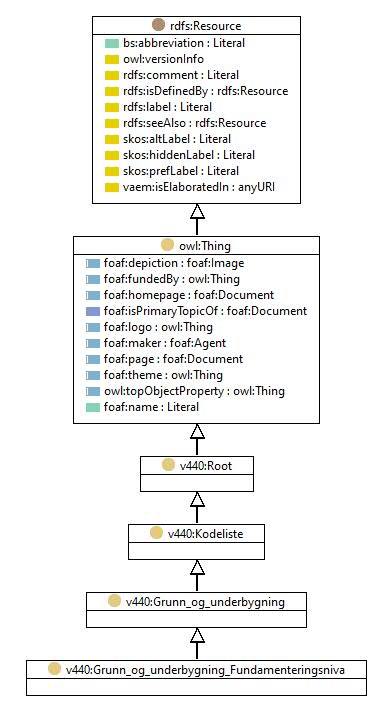 rdfs:Resource
bs:abbreviation : Literal
owl:versionInfo
rdfs:comment : Literal
rdfs:isDefinedBy : rdfs:Resource
rdfs:label : Literal
rdfs:seeAlso : rdfs:Resource
skos:altLabel : Literal
skos:hiddenLabel : Literal
skos:prefLabel : Literal
vaem:isElaboratedIn : anyURI
owl:Thing
foaf:depiction : foaf:Image
foaf:fundedBy : owl:Thing
foaf:homepage : foaf:Document
foaf:isPrimaryTopicOf : foaf:Document
foaf:logo : owl:Thing
foaf:maker : foaf:Agent
foaf:page : foaf:Document
foaf:theme : owl:Thing
owl:topObjectProperty : owl:Thing
foaf:name : Literal
v440:Root
v440:Kodeliste
v440:Grunn_og_underbygning
v440:Grunn_og_underbygning_Fundamenteringsniva